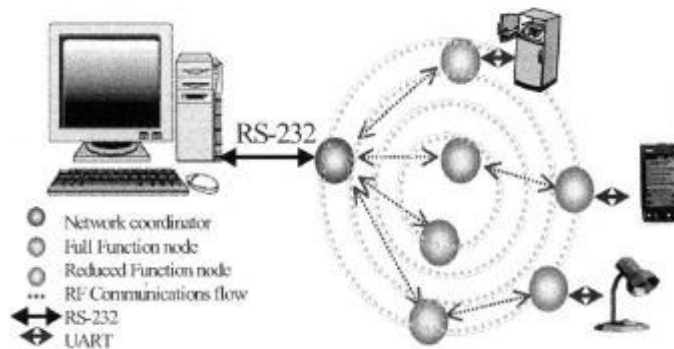 RS-232
Network coordinator
Full Function node
Reduced Function node
RF Communications flow
RS-232
UART